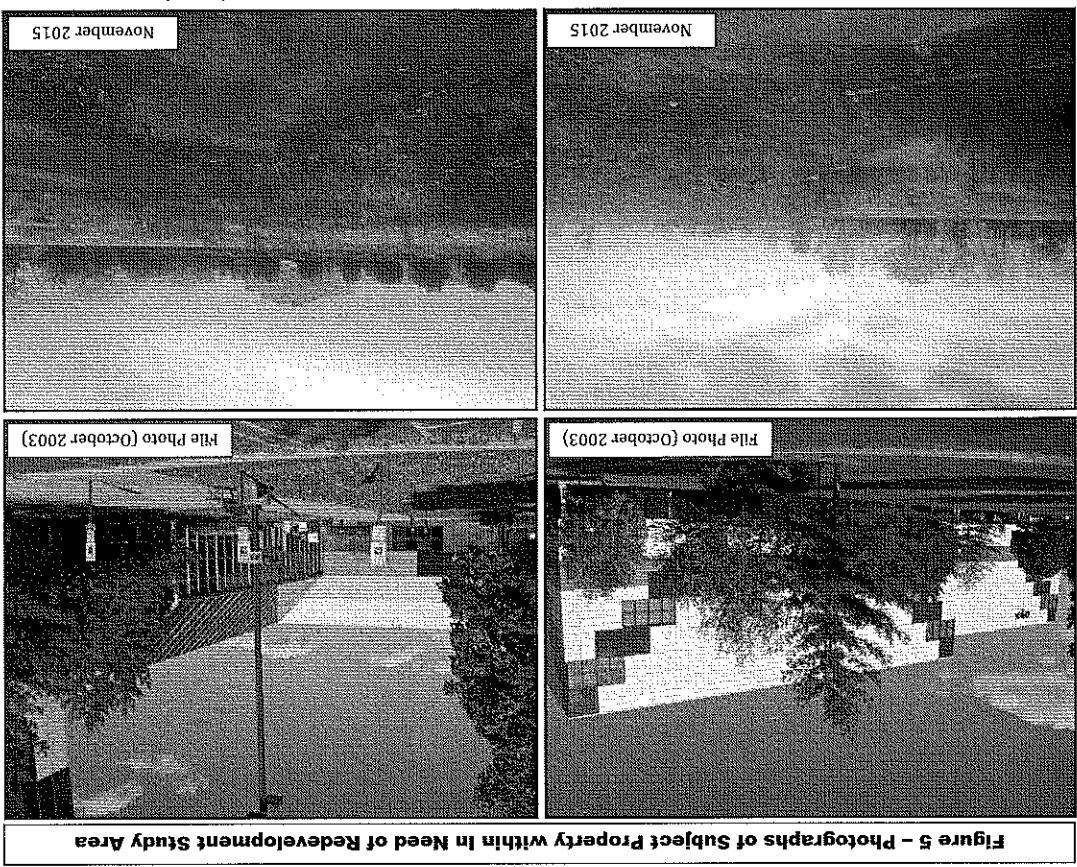 Figure 5 – Photographs of Subject Property within In Need of Redevelopment Study Area
File Photo (October 2003)
File Photo (October 2003)
November 2015
November 2015